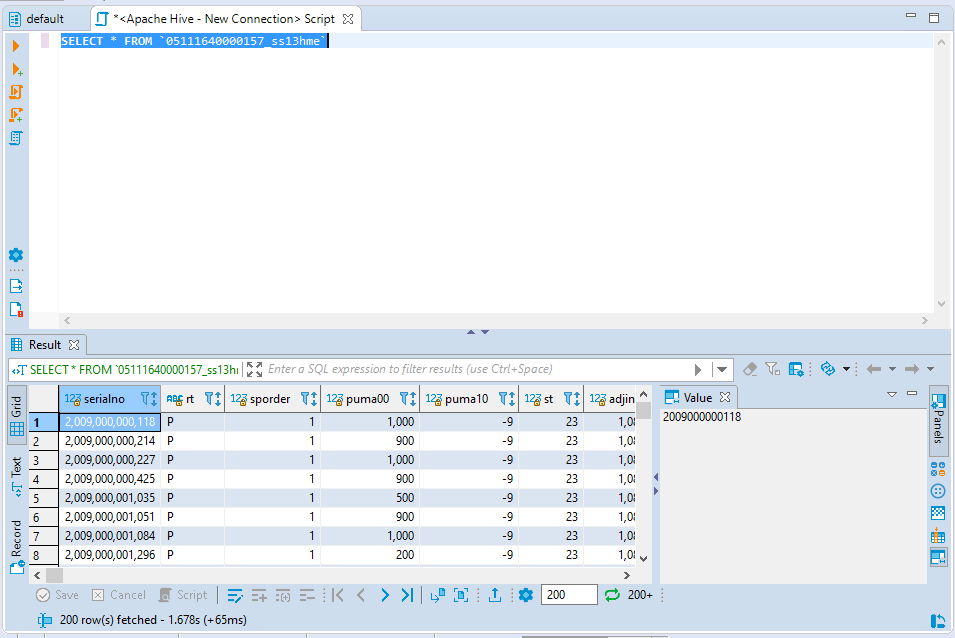 default
*<Apache Hive - New Connection> Script
SELECT * FROM `05111640000157_ss13hme`
Result
SELECT * FROM `05111640000157_ss13h
Enter a SQL expression to filter results (use Ctrl+Space)
Grid
Text
Record
123 serialno ABC rt 123 sporder 123 puma00 123 puma10 123 st 123 adjin
1 2,009,000,000,118 P 1 1,000 -9 23 1,0
2 2,009,000,000,214 P 1 900 -9 23 1,0
3 2,009,000,000,227 P 1 1,000 -9 23 1,0
4 2,009,000,000,425 P 1 900 -9 23 1,0
5 2,009,000,001,035 P 1 500 -9 23 1,0
6 2,009,000,001,051 P 1 900 -9 23 1,0
7 2,009,000,001,084 P 1 1,000 -9 23 1,0
8 2,009,000,001,296 P 1 200 -9 23 1,0
Value
2009000000118
Panels
Save Cancel Script 200 200+
200 row(s) fetched - 1.678s (+65ms)